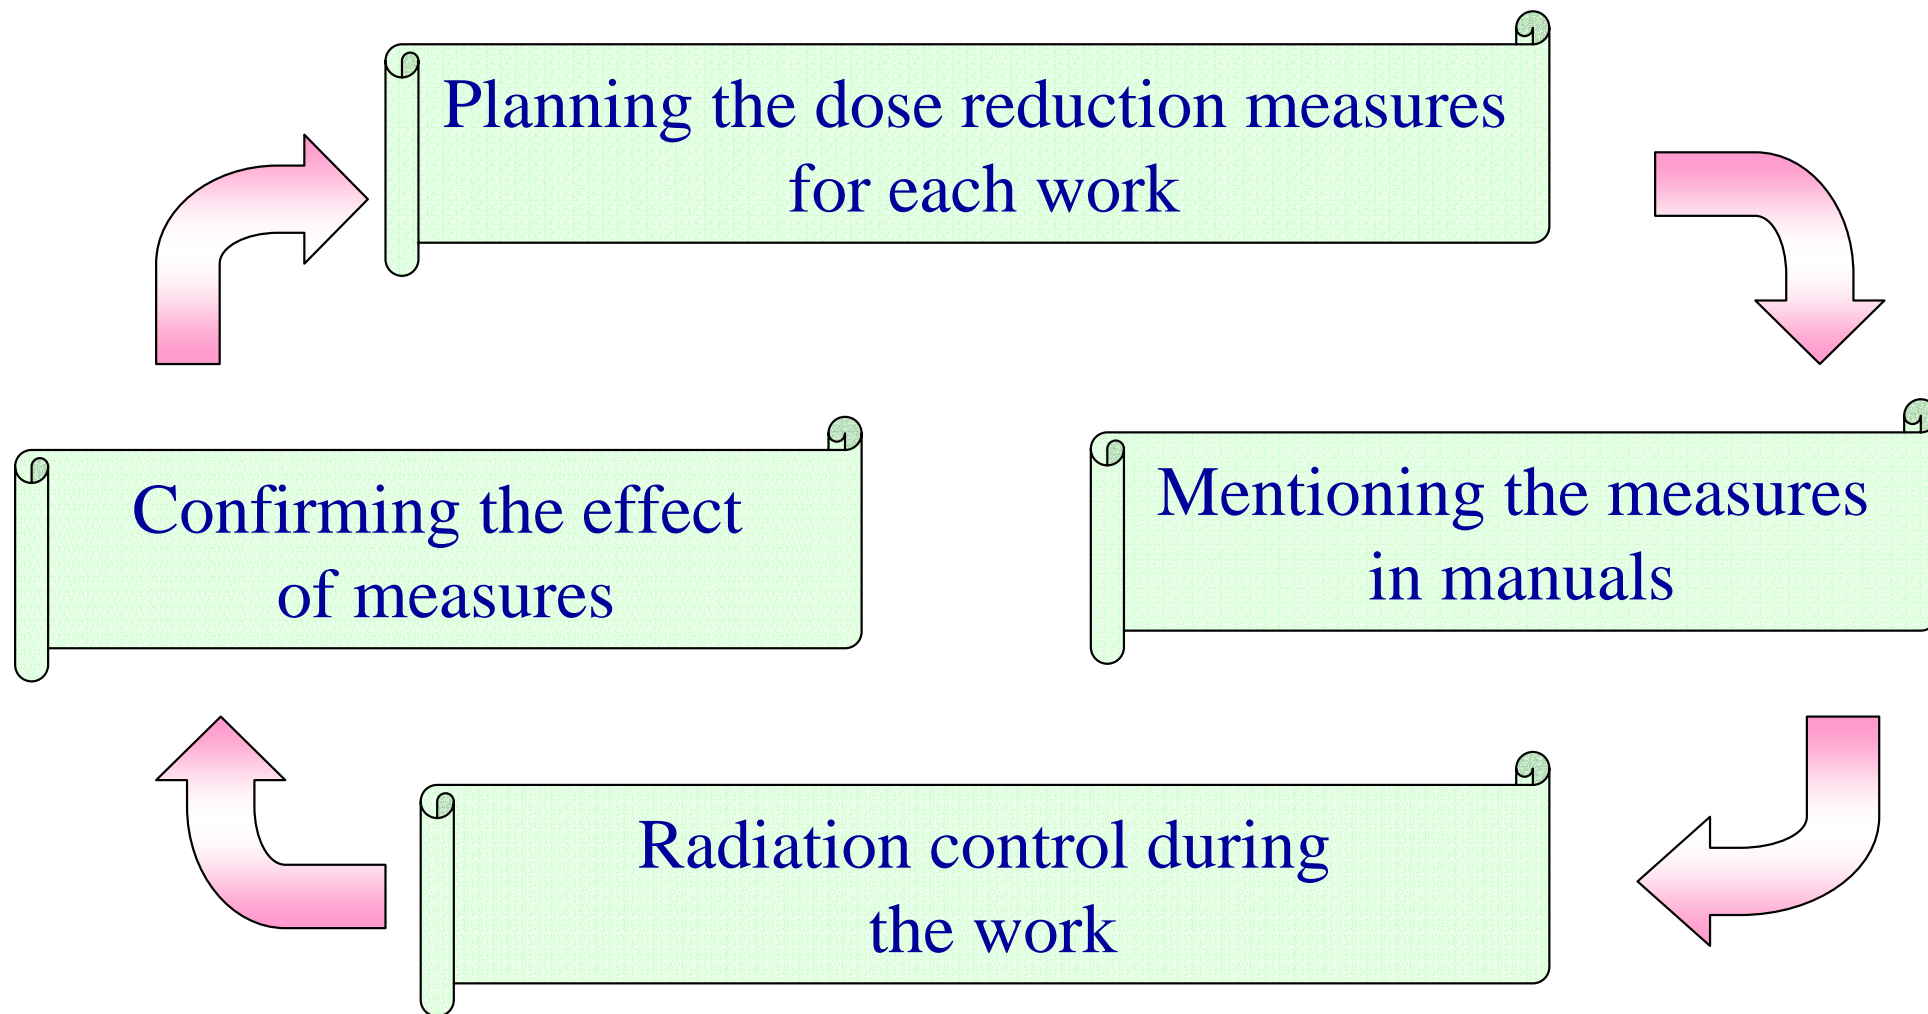 Planning the dose reduction measures
for each work
Confirming the effect
of measures
Mentioning the measures
in manuals
Radiation control during
the work